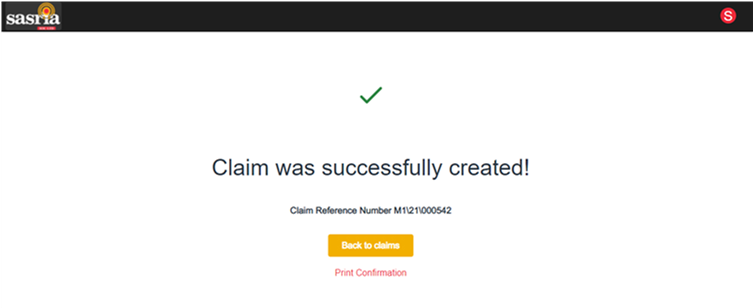 sasria
S
Claim was successfully created!
Claim Reference Number M1\21\000542
Back to claims
Print Confirmation